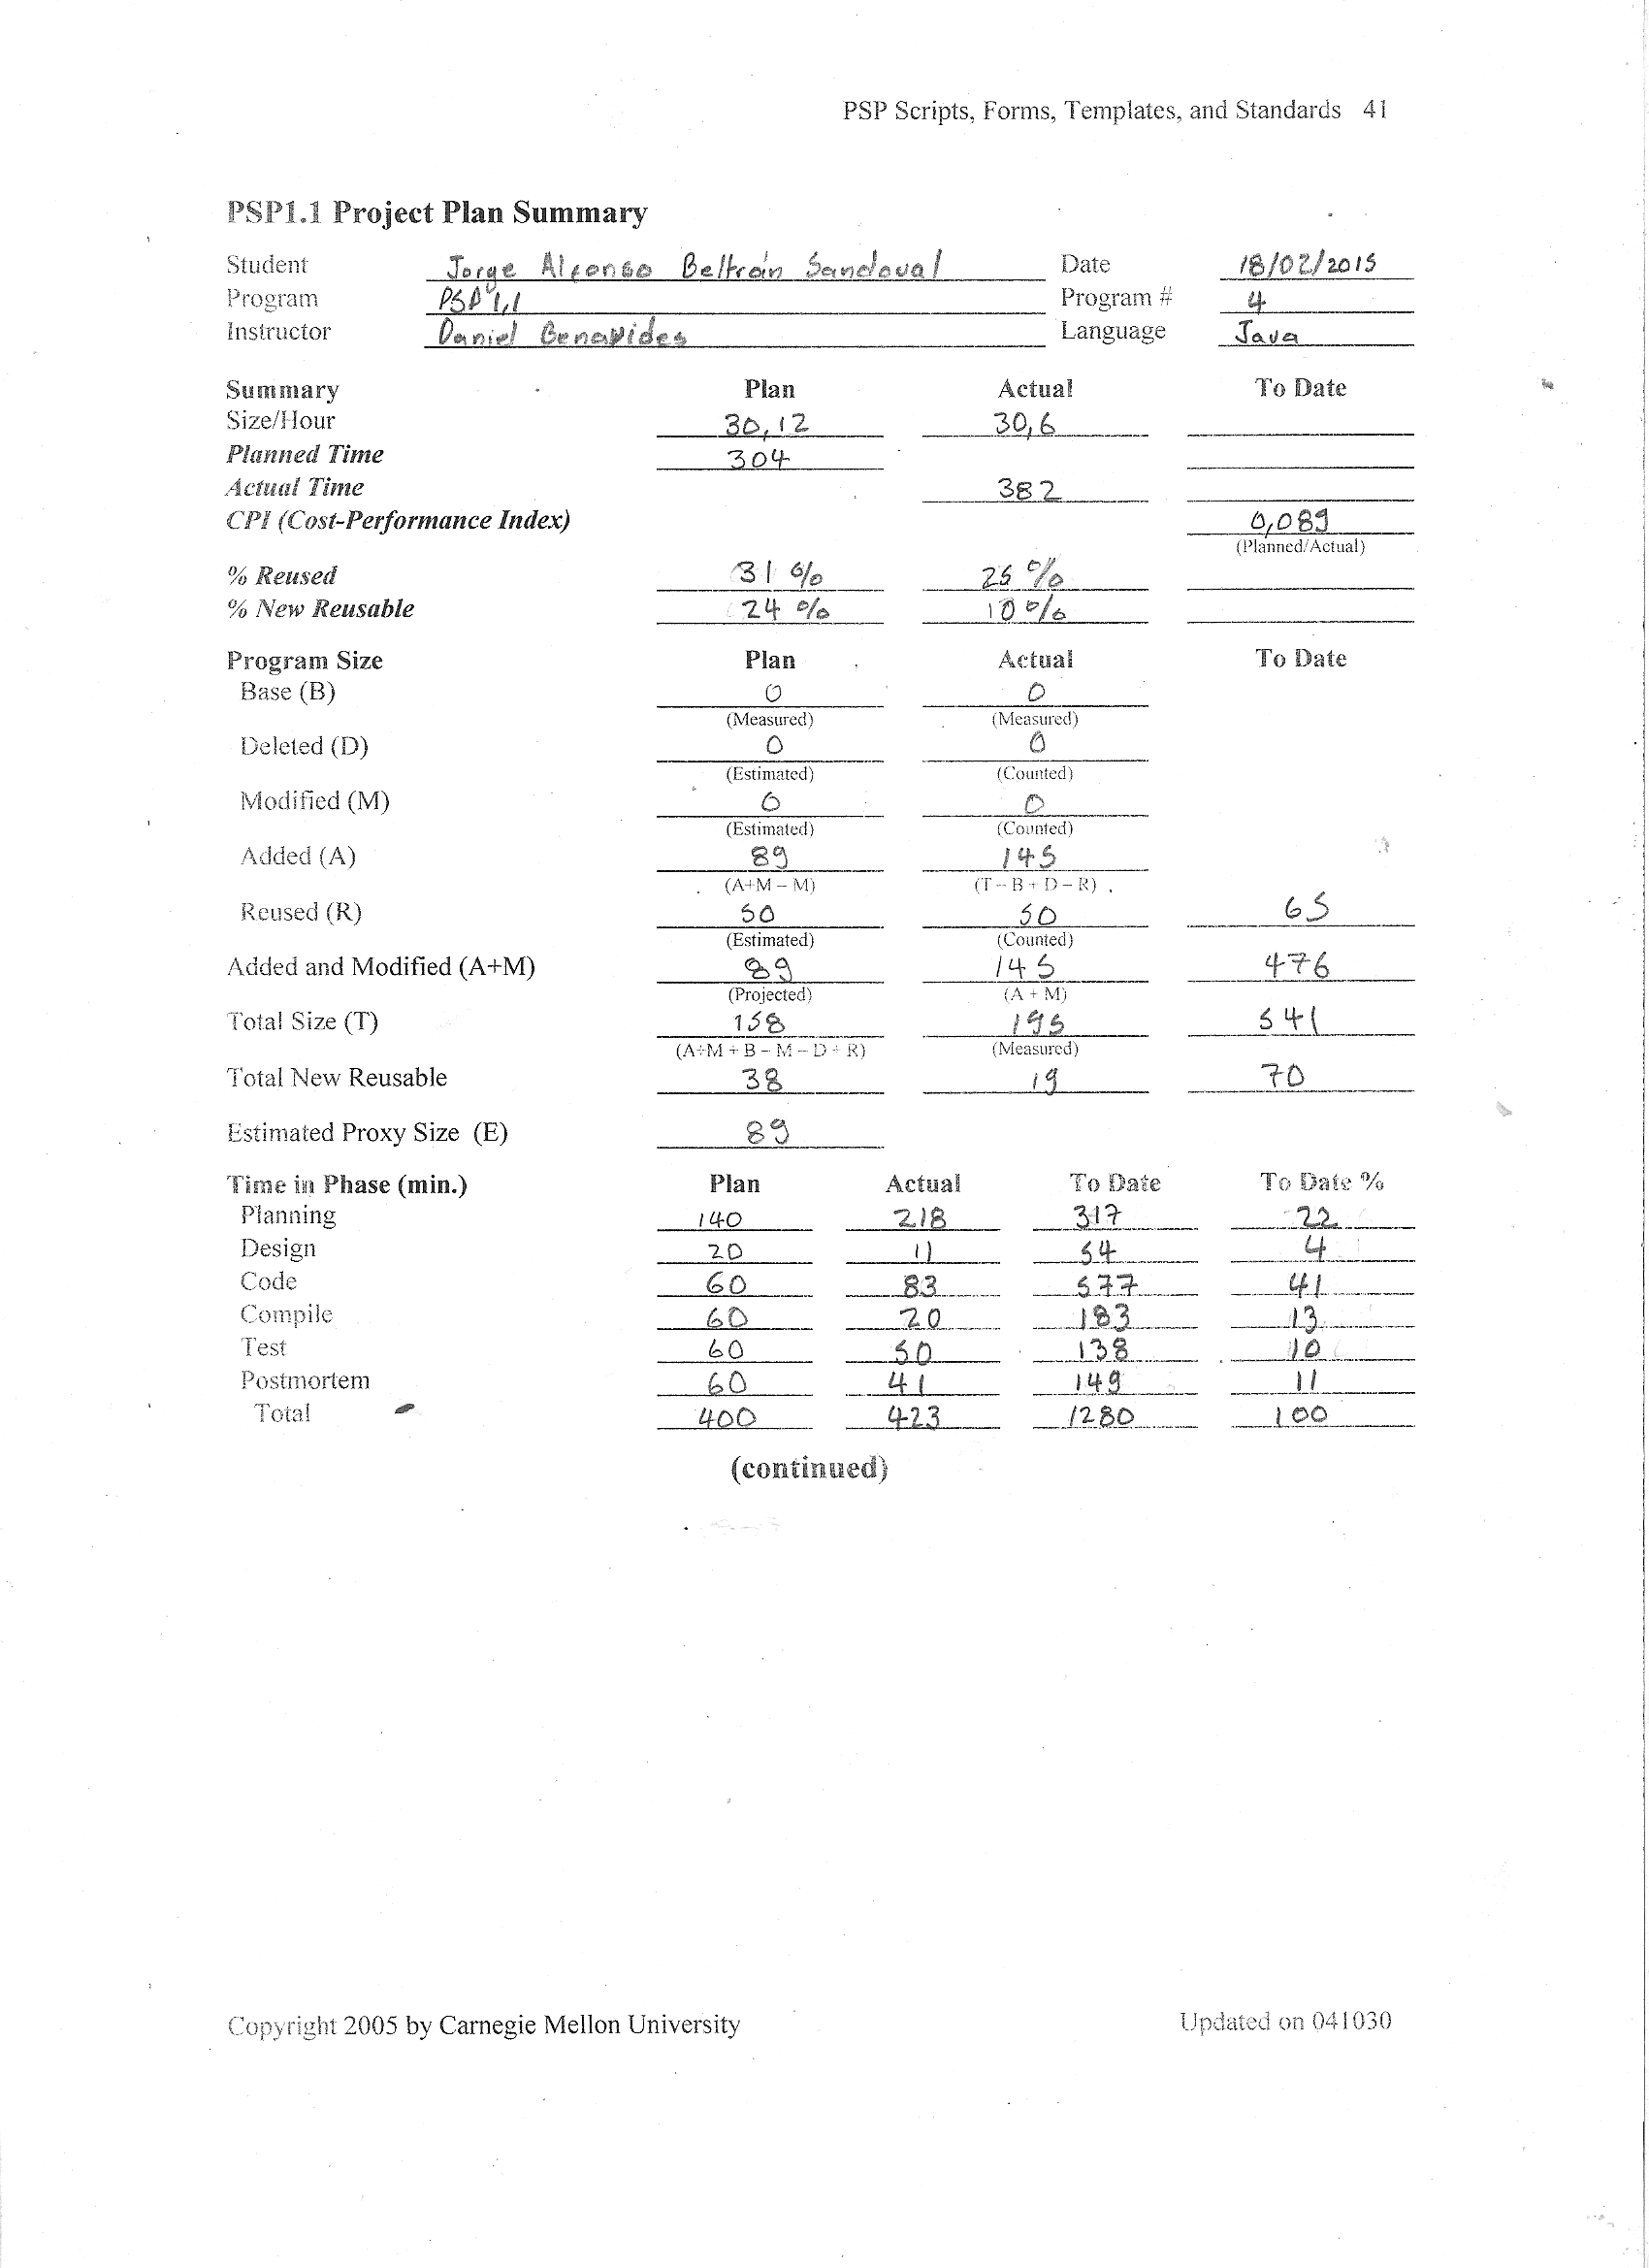 PSP Scripts, Forms, Templates, and Standards 41
PSP1.1 Project Plan Summary
Student Jorge Alfonso Beltrán Sandoval Date 18/02/2015
Program PSP 1,1 Program # 4
Instructor Daniel Benavides Language Java
Summary Plan Actual To Date
Size/Hour 30,12 30,6
Planned Time 304
Actual Time 382
CPI (Cost-Performance Index) 0,089
(Planned/Actual)
% Reused 31 % 25 %
% New Reusable 24 % 10 %
Program Size Plan Actual To Date
Base (B) 0 0
(Measured) (Measured)
Deleted (D) 0 0
(Estimated) (Counted)
Modified (M) 0 0
(Estimated) (Counted)
Added (A) 89 145
(A+M – M) (T – B + D – R)
Reused (R) 50 50 65
(Estimated) (Counted)
Added and Modified (A+M) 89 145 476
(Projected) (A + M)
Total Size (T) 158 195 541
(A+M + B – M – D + R) (Measured)
Total New Reusable 38 19 70
Estimated Proxy Size (E) 89
Time in Phase (min.) Plan Actual To Date To Date %
Planning 140 218 317 22
Design 20 11 54 4
Code 60 83 577 41
Compile 60 20 183 13
Test 60 50 138 10
Postmortem 60 41 149 11
Total 400 423 1280 100
(continued)
Copyright 2005 by Carnegie Mellon University Updated on 041030